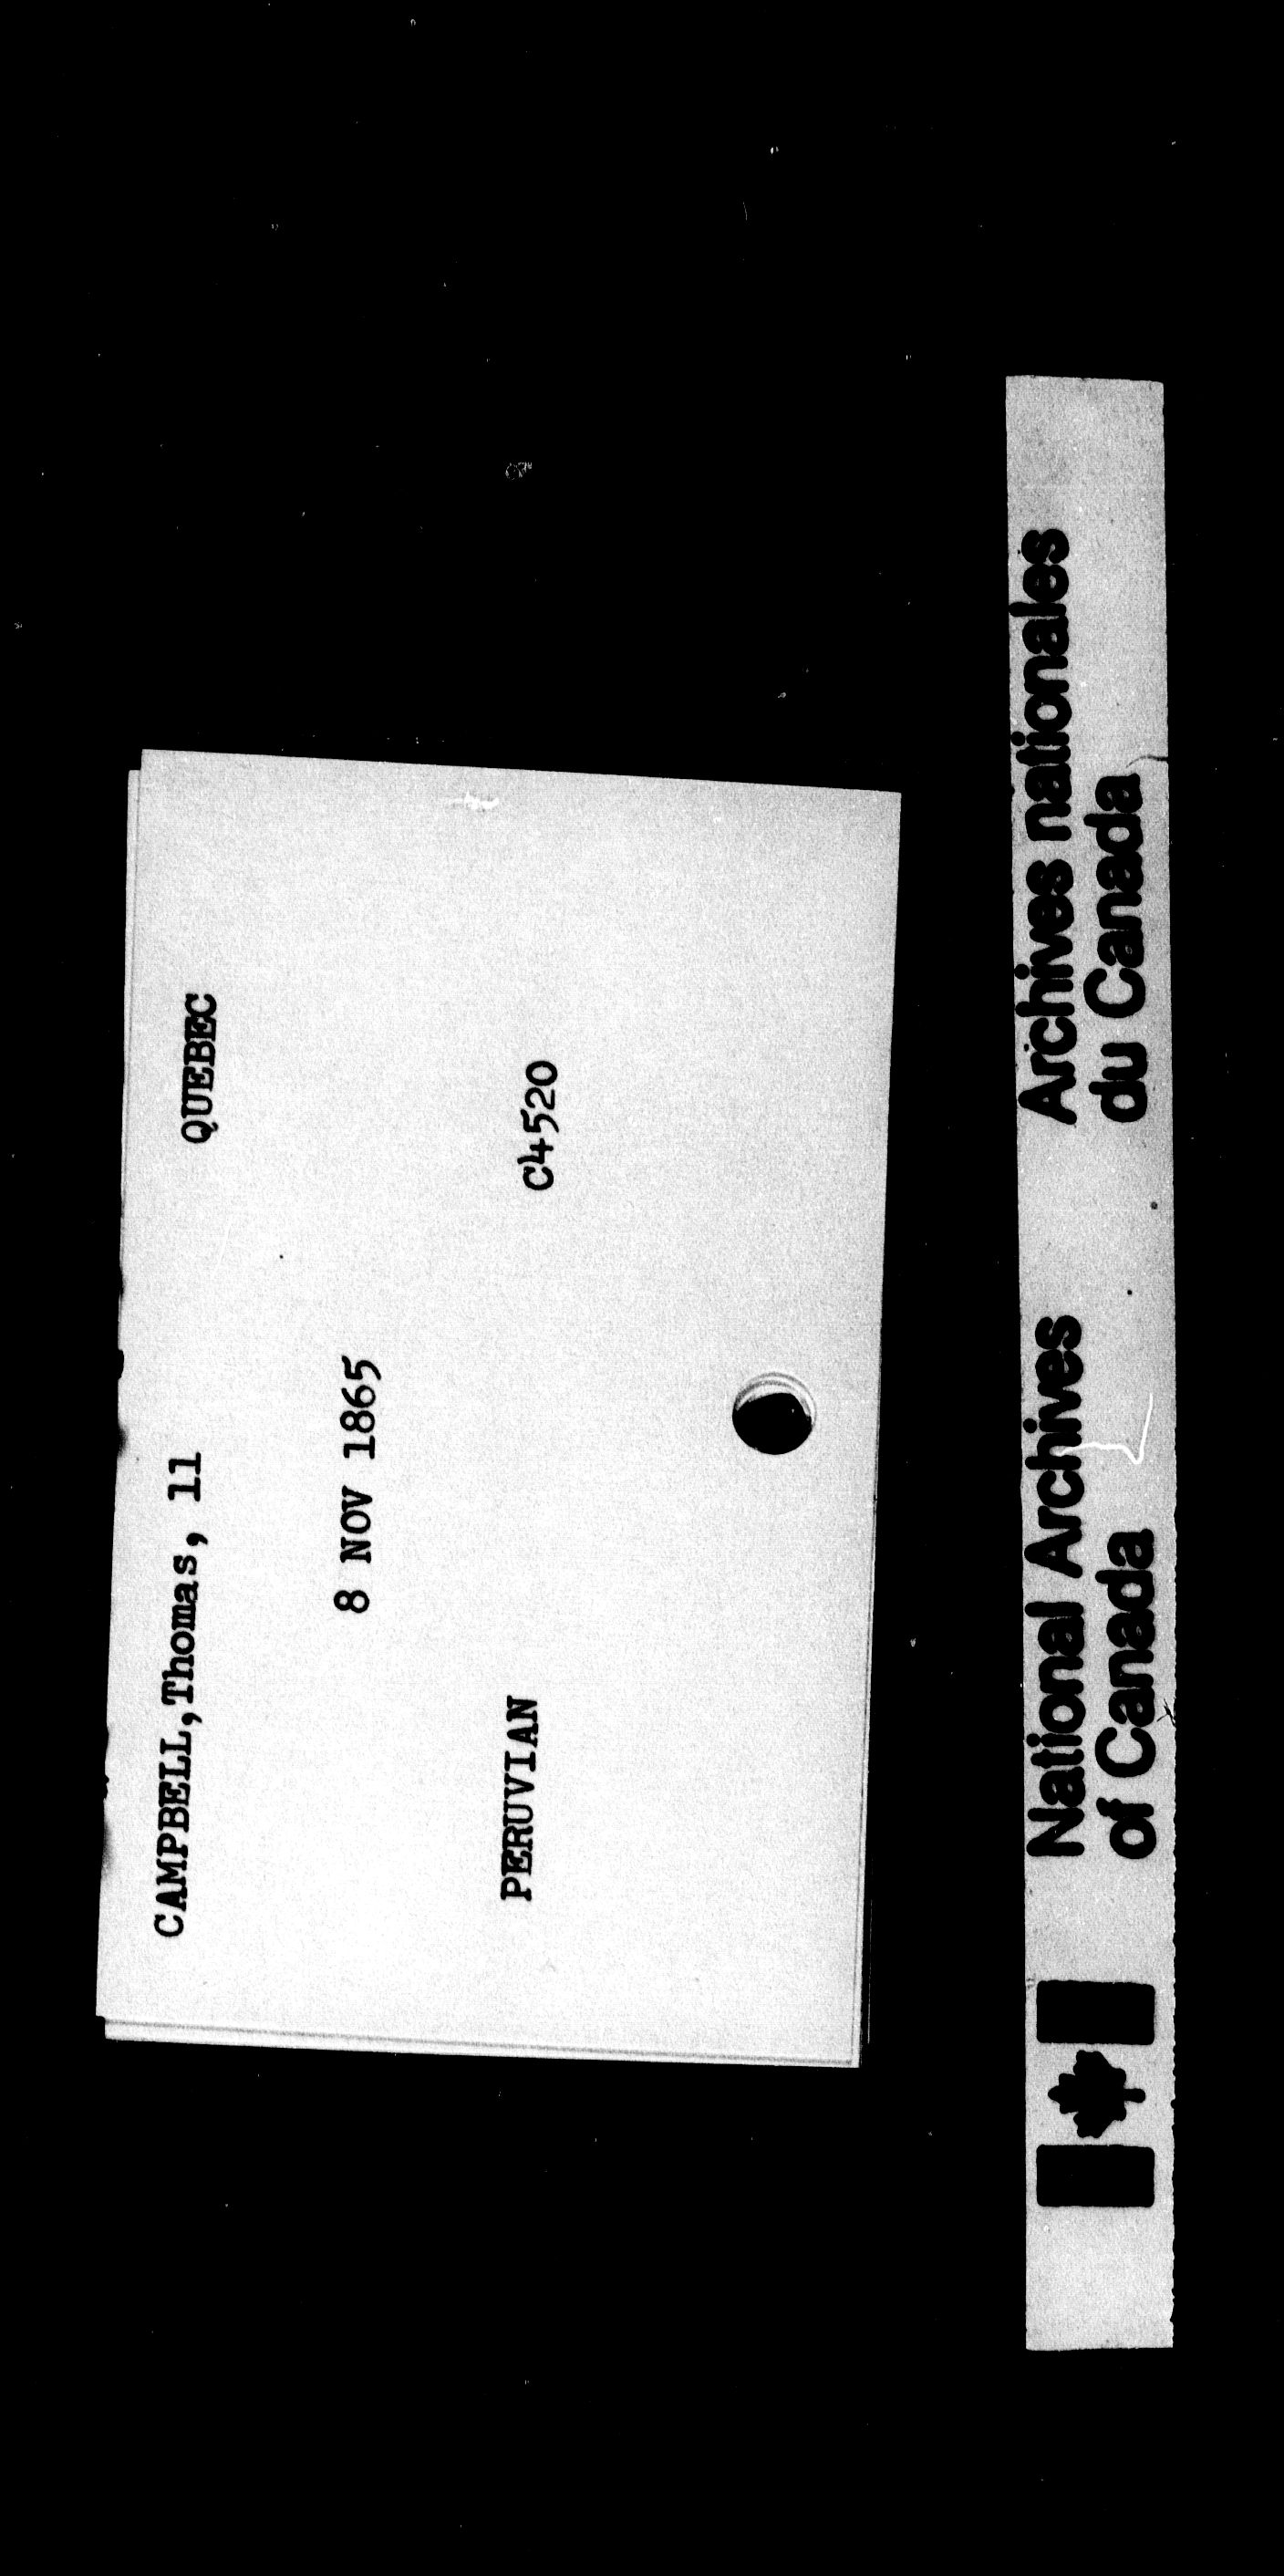 CAMPBELL,Thomas, 11 QUEBEC
8 NOV 1865
PERUVIAN C4520
National Archives
of Canada
Archives nationales
du Canada